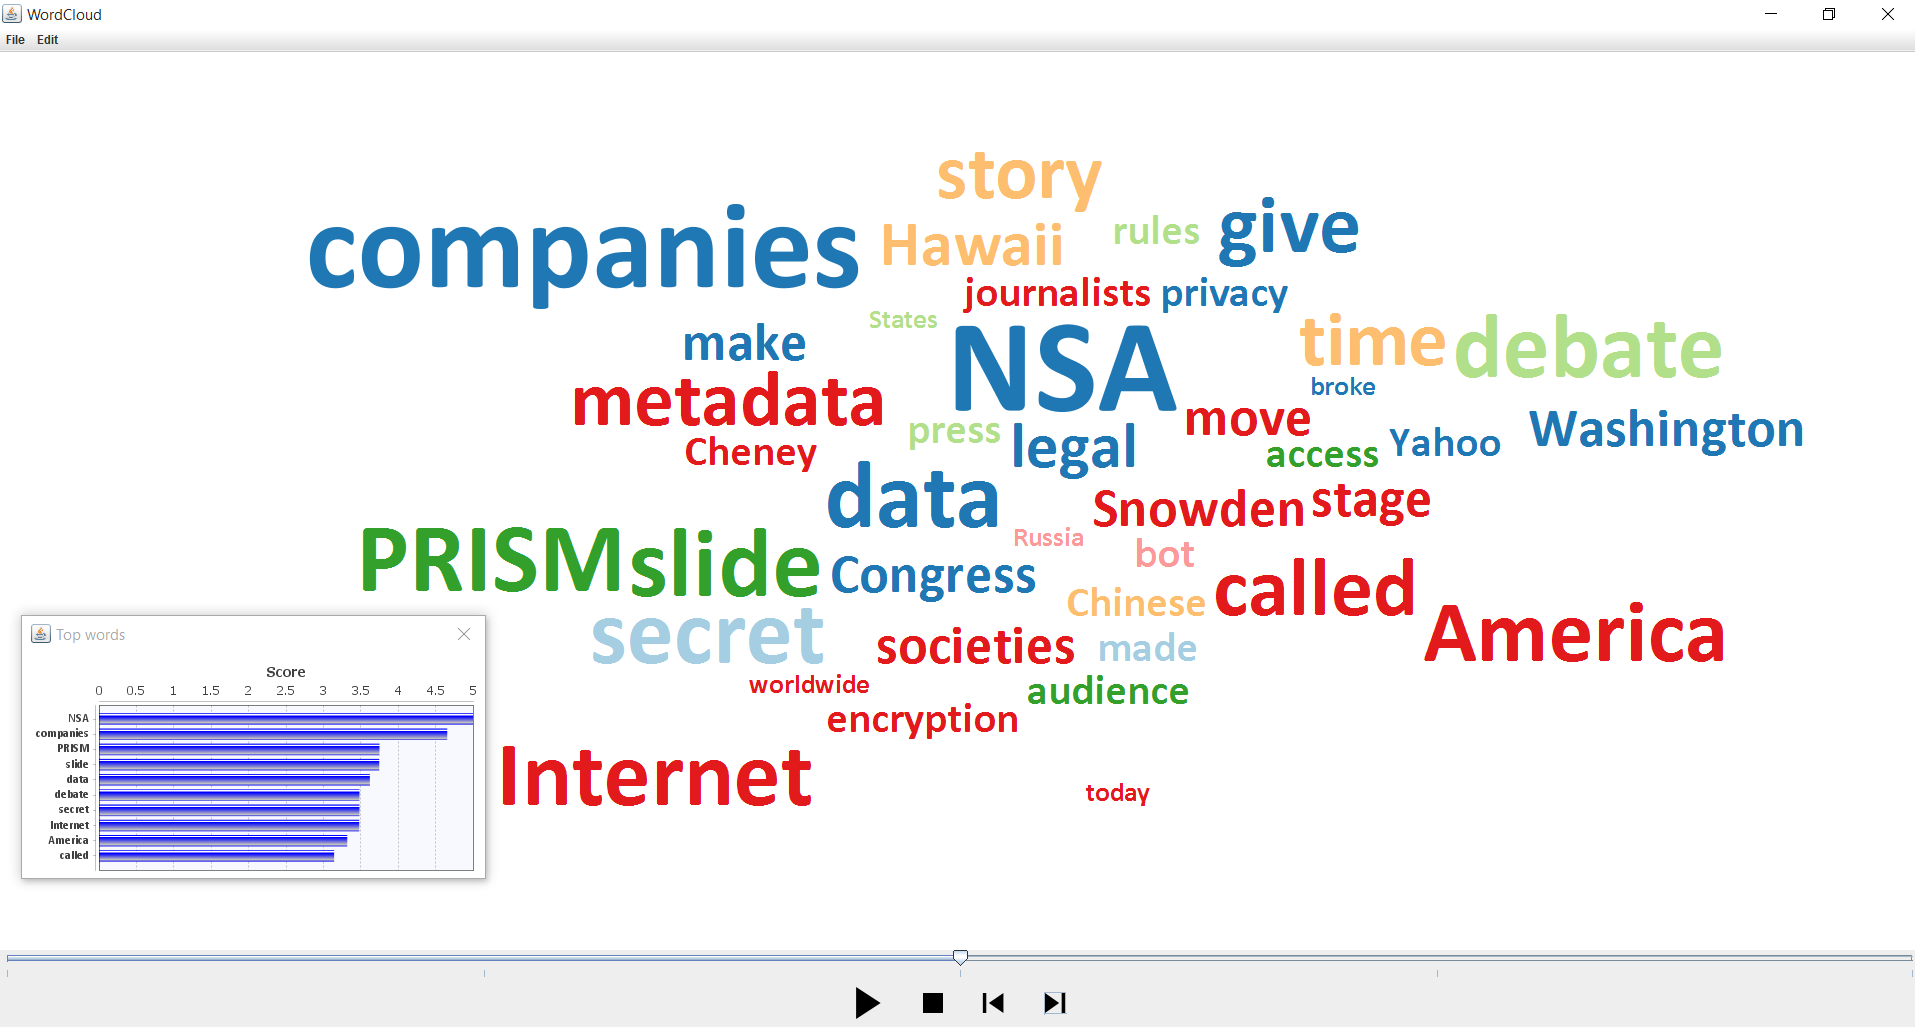 WordCloud
File Edit
story
companies
Hawaii
rules
give
journalists privacy
States
make
NSA
time debate
broke
metadata
move
Washington
press
legal
Cheney
access
Yahoo
data
Snowden stage
Russia
bot
PRISM slide
Congress
called
Chinese
secret
America
societies
made
worldwide
audience
encryption
Internet
today
Top words
Score
0 0.5 1 1.5 2 2.5 3 3.5 4 4.5 5
NSA
companies
PRISM
slide
data
debate
secret
Internet
America
called